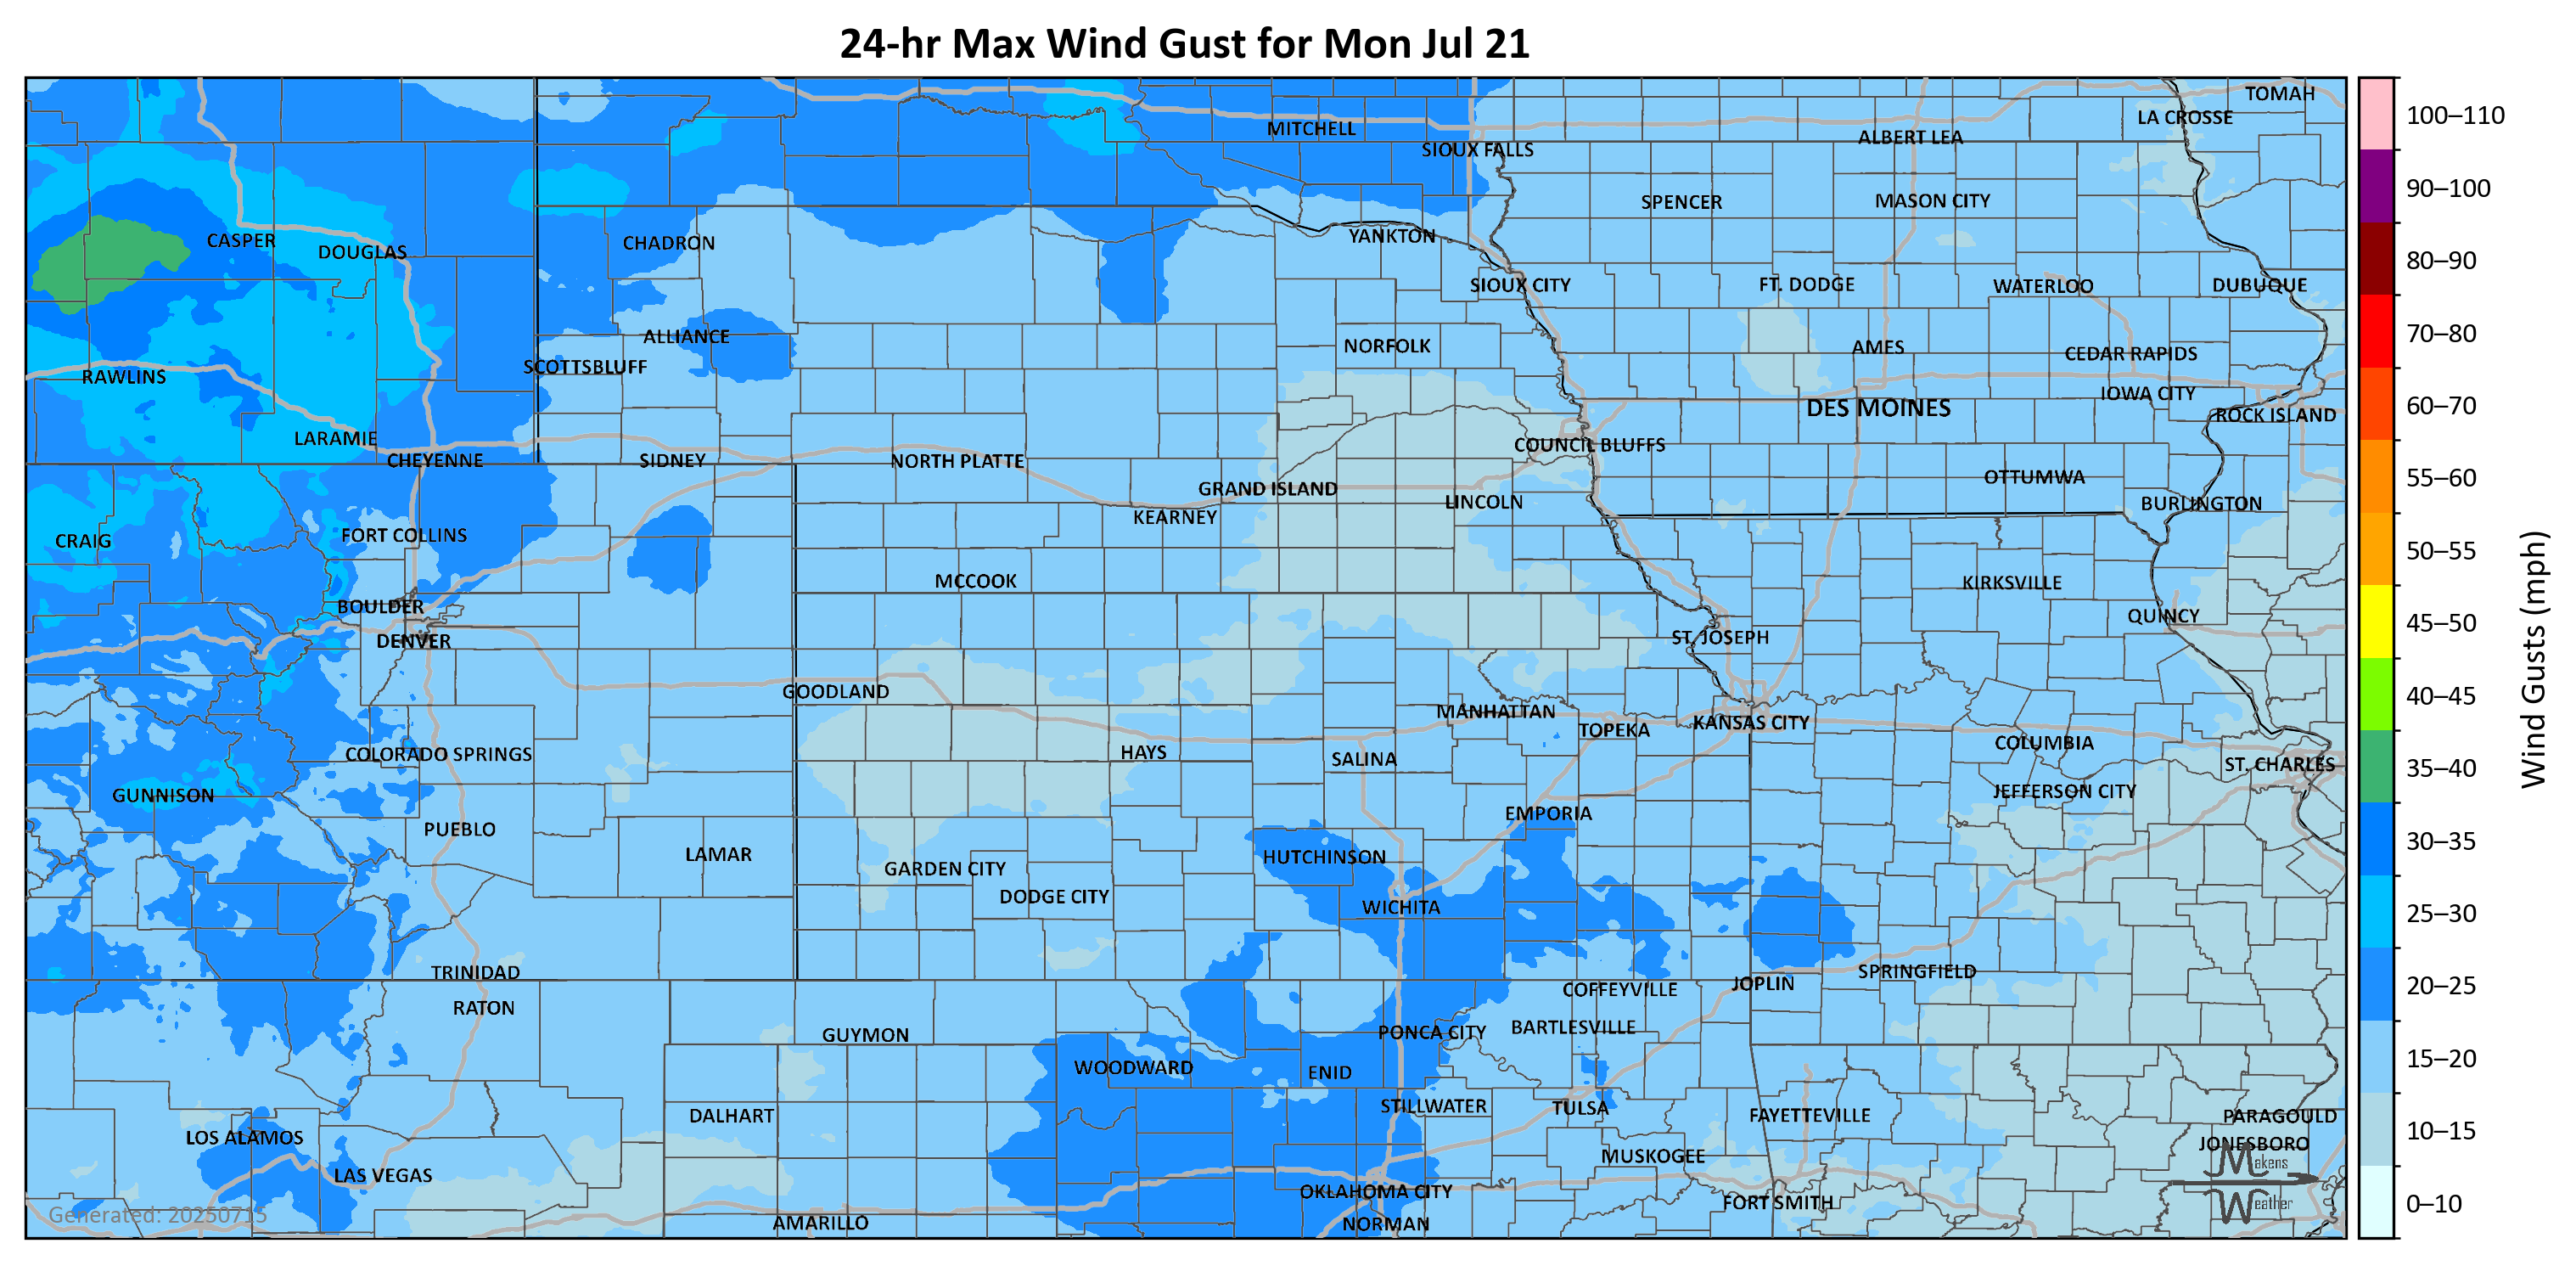 24-hr Max Wind Gust for Mon Jul 21
TOMAH
LA CROSSE
MITCHELL
ALBERT LEA
SIOUX FALLS
SPENCER
MASON CITY
CASPER
DOUGLAS
CHADRON
YANKTON
SIOUX CITY
FT. DODGE
WATERLOO
DUBUQUE
ALLIANCE
NORFOLK
AMES
CEDAR RAPIDS
SCOTTSBLUFF
RAWLINS
IOWA CITY
DES MOINES
ROCK ISLAND
LARAMIE
COUNCIL BLUFFS
CHEYENNE
SIDNEY
NORTH PLATTE
OTTUMWA
GRAND ISLAND
LINCOLN
BURLINGTON
KEARNEY
CRAIG
FORT COLLINS
MCCOOK
KIRKSVILLE
BOULDER
QUINCY
DENVER
ST. JOSEPH
GOODLAND
MANHATTAN
TOPEKA
KANSAS CITY
COLORADO SPRINGS
HAYS
SALINA
COLUMBIA
ST. CHARLES
GUNNISON
JEFFERSON CITY
EMPORIA
PUEBLO
LAMAR
HUTCHINSON
GARDEN CITY
DODGE CITY
WICHITA
TRINIDAD
SPRINGFIELD
JOPLIN
COFFEYVILLE
RATON
GUYMON
PONCA CITY
BARTLESVILLE
WOODWARD
ENID
STILLWATER
TULSA
DALHART
FAYETTEVILLE
PARAGOULD
LOS ALAMOS
JONESBORO
MUSKOGEE
LAS VEGAS
OKLAHOMA CITY
FORT SMITH
AMARILLO
NORMAN
Generated: 20250715
Makens
Weather
100–110
90–100
80–90
70–80
60–70
55–60
50–55
45–50
40–45
35–40
30–35
25–30
20–25
15–20
10–15
0–10
Wind Gusts (mph)